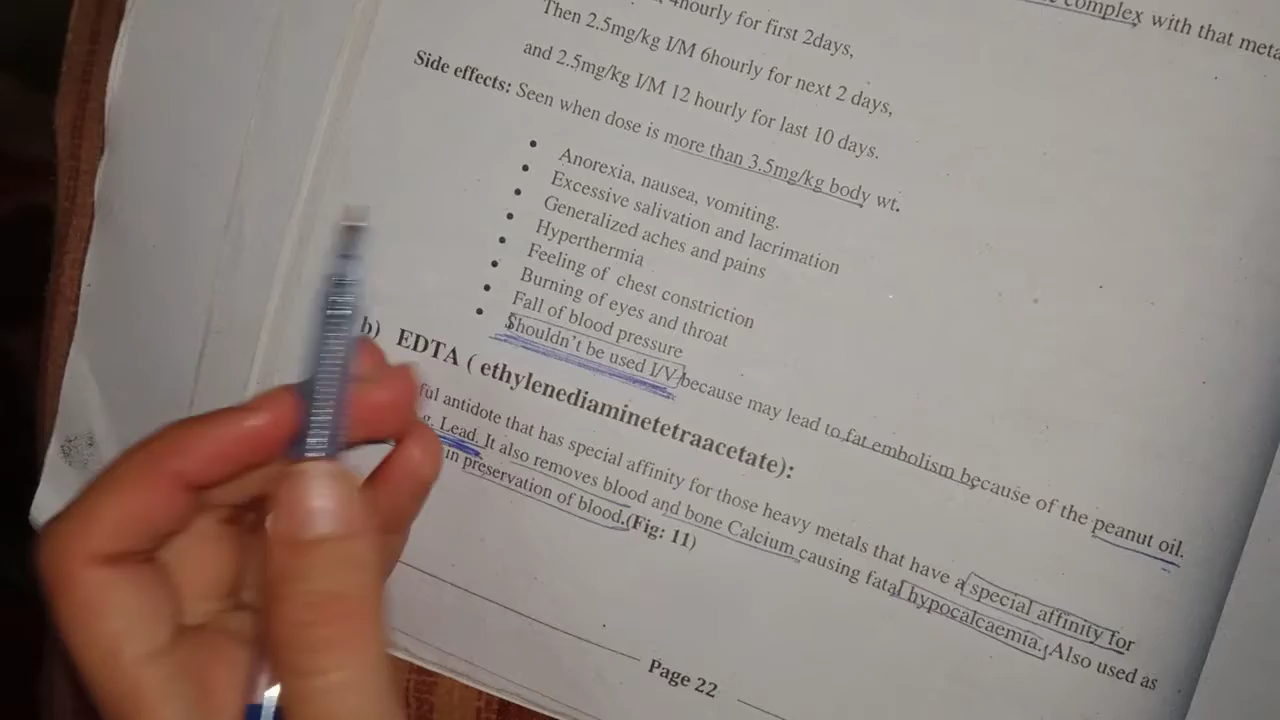 complex with that
4hourly for first 2days,
Then 2.5mg/kg I/M 6hourly for next 2 days,
and 2.5mg/kg I/M 12 hourly for last 10 days.
Side effects: Seen when dose is more than 3.5mg/kg body wt.
• Anorexia, nausea, vomiting.
• Excessive salivation and lacrimation
• Generalized aches and pains
• Hyperthermia
• Feeling of chest constriction
• Burning of eyes and throat
• Fall of blood pressure
• Shouldn't be used I/V because may lead to fat embolism because of the peanut oil.
b) EDTA ( ethylenediaminetetraacetate):
antidote that has special affinity for those heavy metals that have a special affinity for
Lead. It also removes blood and bone Calcium causing fatal hypocalcaemia. Also used as
in preservation of blood.(Fig: 11)
Page 22